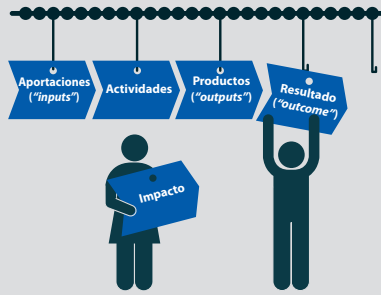 Aportaciones
(“inputs”)
Actividades
Productos
(“outputs”)
Resultado
(“outcome”)
Impacto